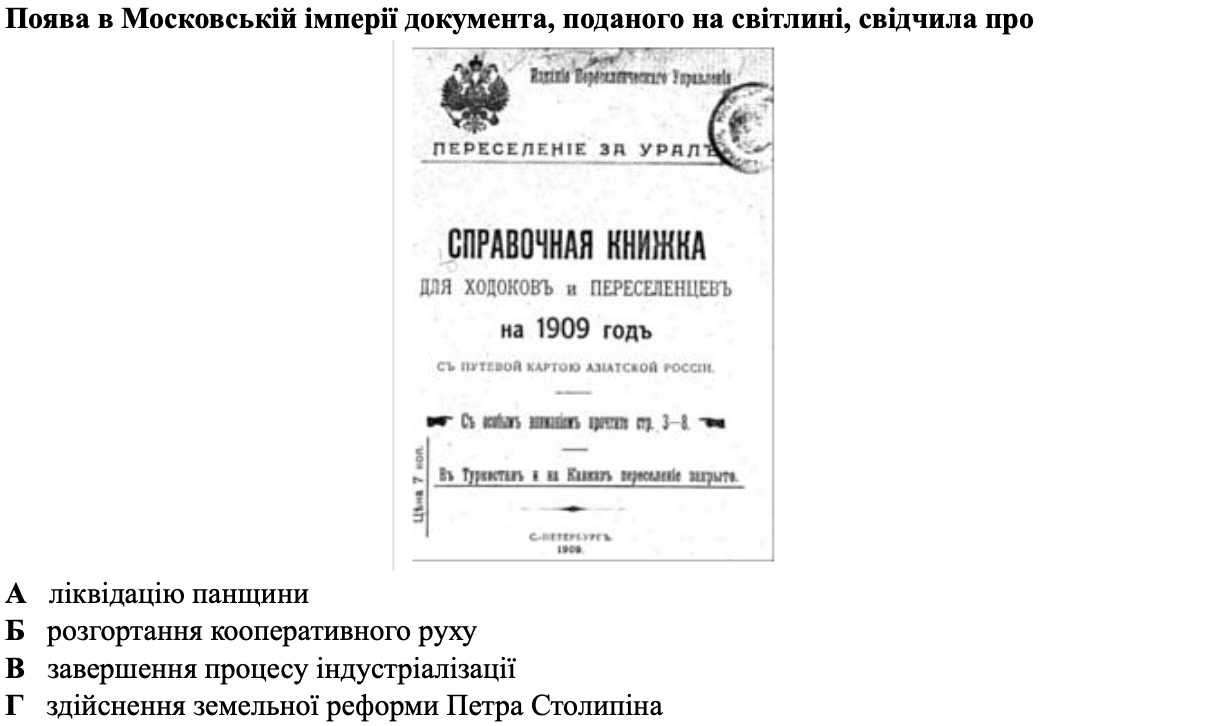 Поява в Московській імперії документа, поданого на світлині, свідчила про
Изданіе Переселенческаго Управленія
ПЕРЕСЕЛЕНІЕ ЗА УРАЛЪ
СПРАВОЧНАЯ КНИЖКА
ДЛЯ ХОДОКОВЪ и ПЕРЕСЕЛЕНЦЕВЪ
на 1909 годъ
СЪ ПУТЕВОЙ КАРТОЮ АЗІАТСКОЙ РОССІИ.
Съ особымъ вниманіемъ прочтите стр. 3—8.
Въ Туркестанъ и на Кавказъ переселеніе закрыто.
Цѣна 7 коп.
С.-ПЕТЕРБУРГЪ.
1909.
А ліквідацію панщини
Б розгортання кооперативного руху
В завершення процесу індустріалізації
Г здійснення земельної реформи Петра Столипіна